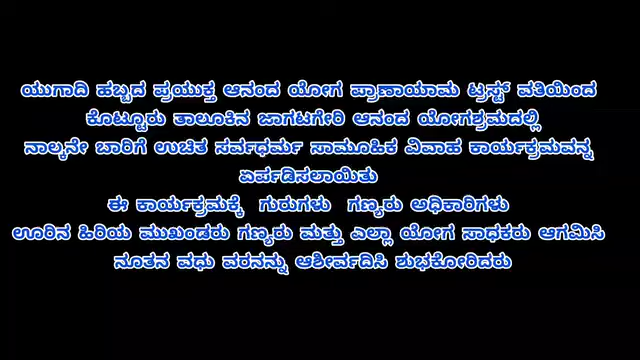 ಯುಗಾದಿ ಹಬ್ಬದ ಪ್ರಯುಕ್ತ ಆನಂದ ಯೋಗ ಪ್ರಾಣಾಯಾಮ ಟ್ರಸ್ಟ್ ವತಿಯಿಂದ
ಕೊಟ್ಟೂರು ತಾಲೂಕಿನ ಜಾಗಟಗೇರಿ ಆನಂದ ಯೋಗಶ್ರಮದಲ್ಲಿ
ನಾಲ್ಕನೇ ಬಾರಿಗೆ ಉಚಿತ ಸರ್ವಧರ್ಮ ಸಾಮೂಹಿಕ ವಿವಾಹ ಕಾರ್ಯಕ್ರಮವನ್ನ
ಏರ್ಪಡಿಸಲಾಯಿತು
ಈ ಕಾರ್ಯಕ್ರಮಕ್ಕೆ ಗುರುಗಳು ಗಣ್ಯರು ಅಧಿಕಾರಿಗಳು
ಊರಿನ ಹಿರಿಯ ಮುಖಂಡರು ಗಣ್ಯರು ಮತ್ತು ಎಲ್ಲಾ ಯೋಗ ಸಾಧಕರು ಆಗಮಿಸಿ
ನೂತನ ವಧು ವರನನ್ನು ಆಶೀರ್ವದಿಸಿ ಶುಭಕೋರಿದರು